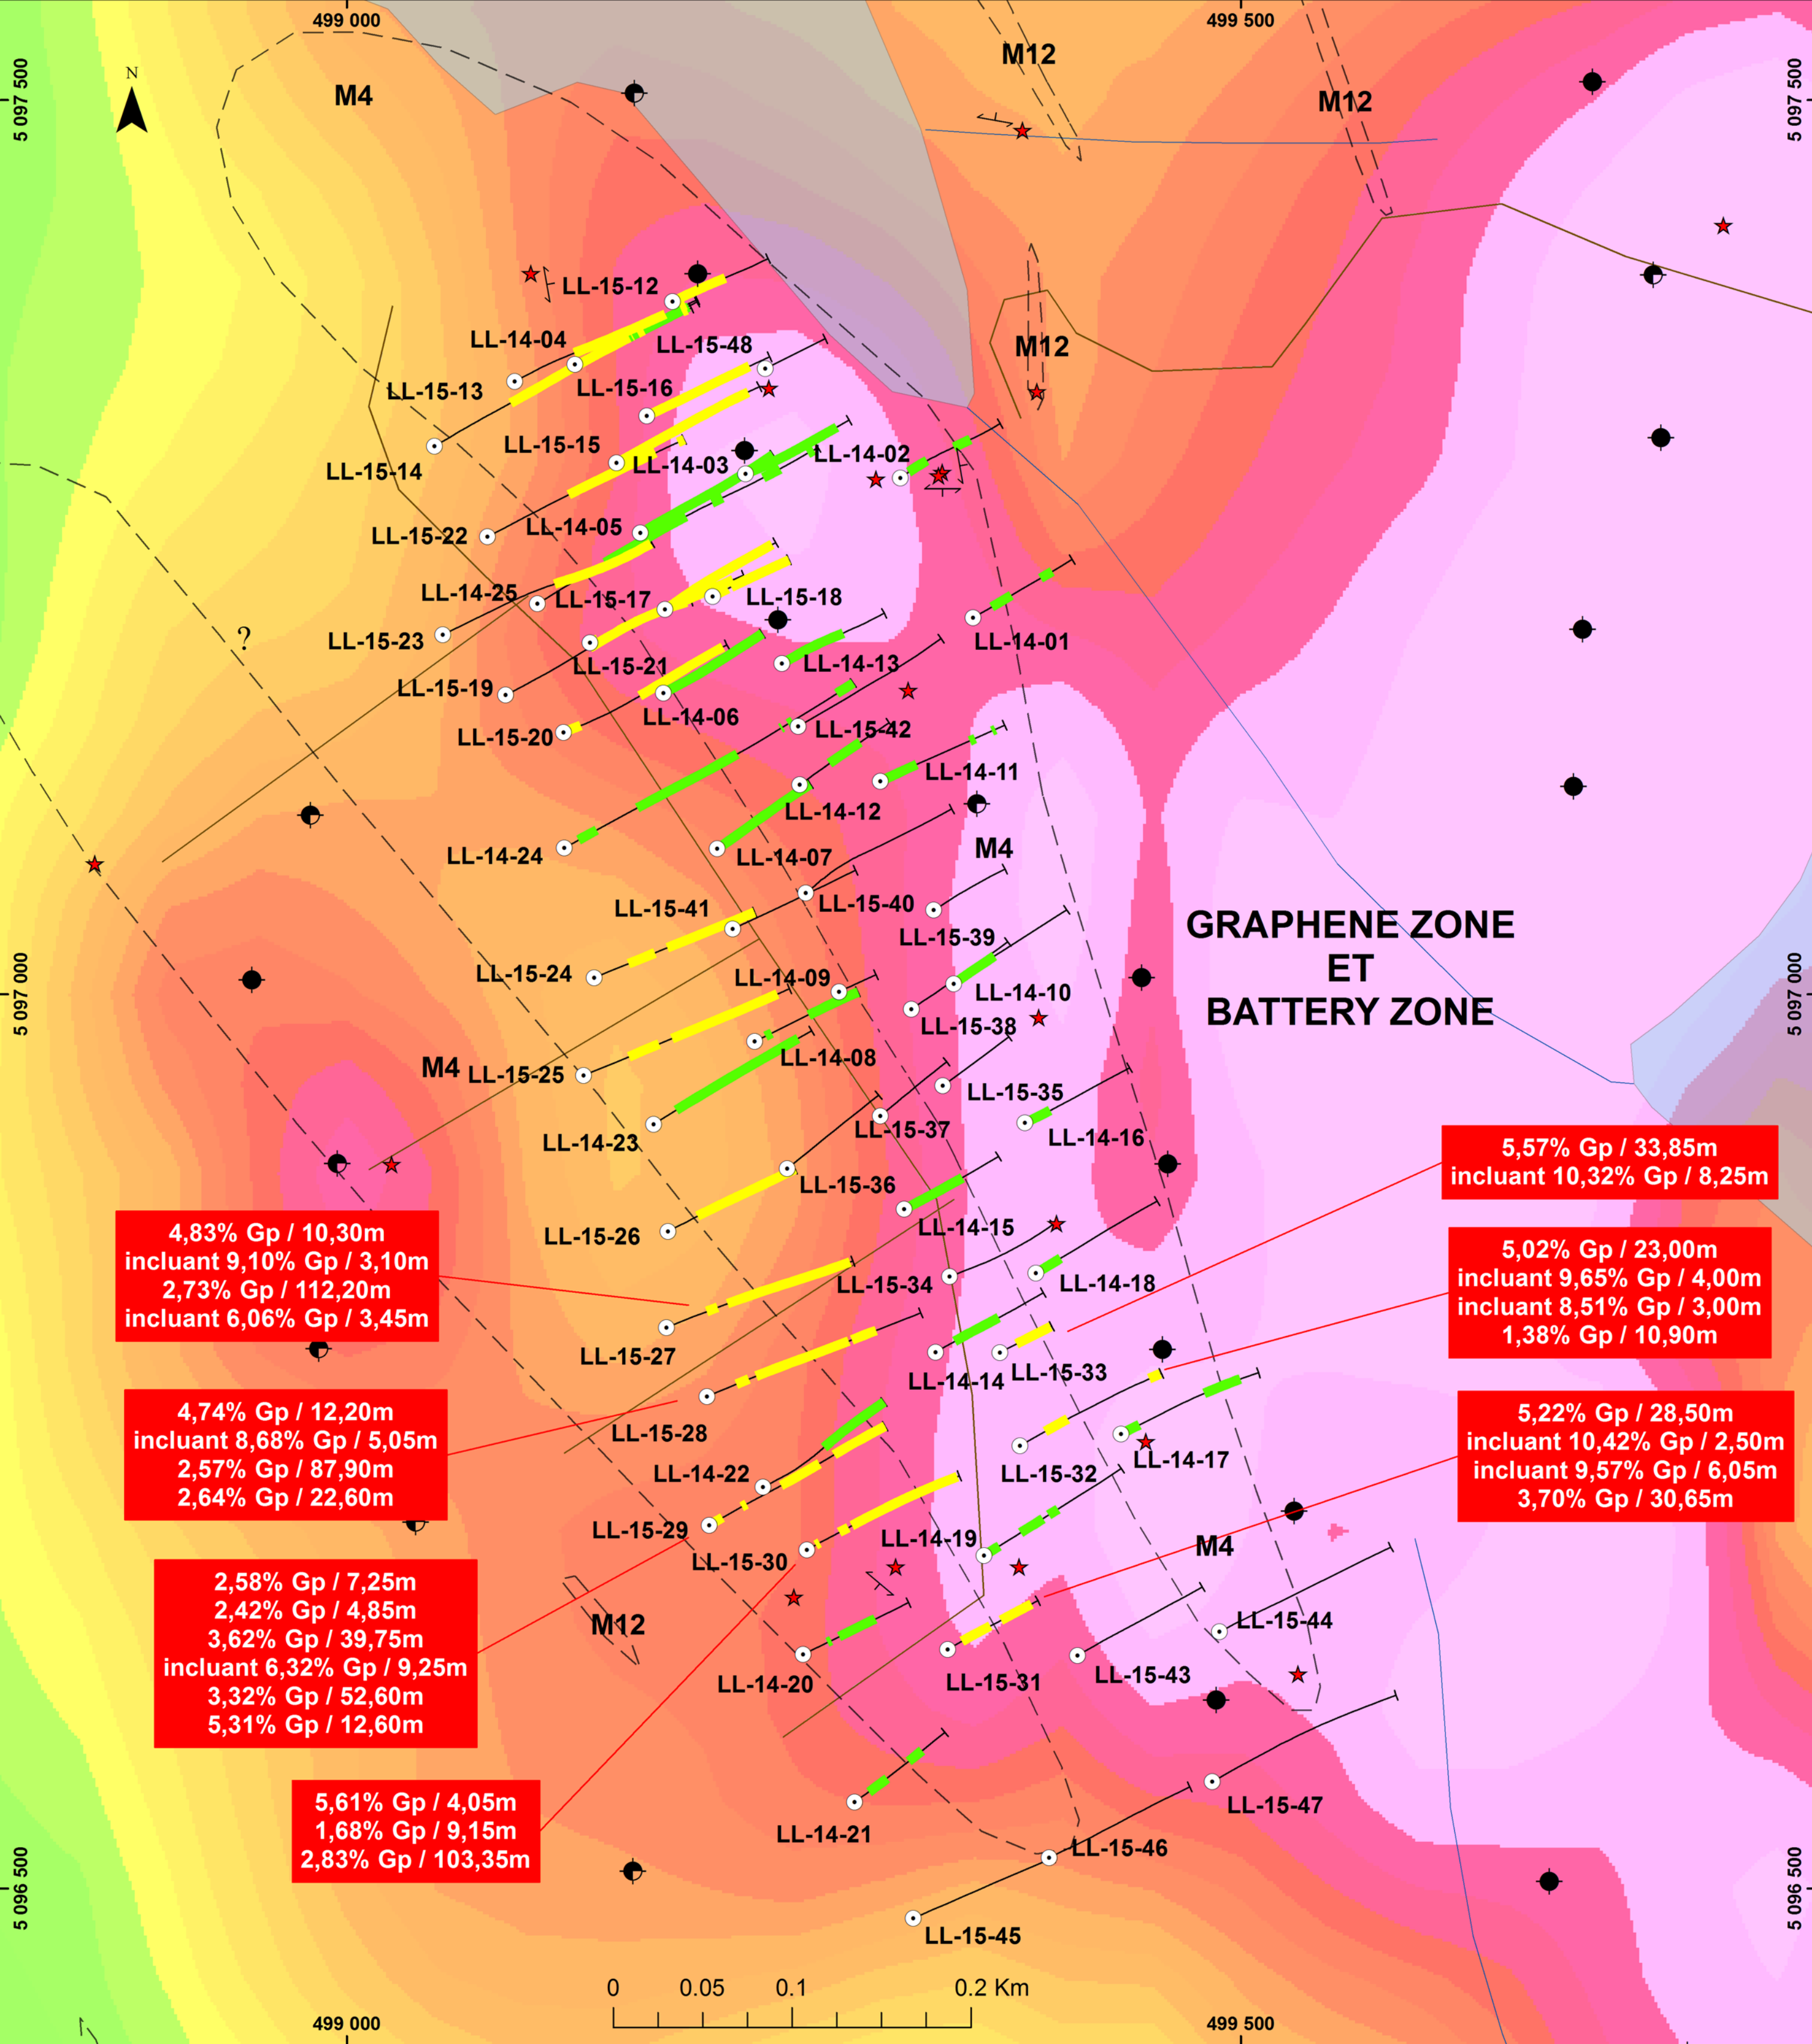 499 000
499 500
5 097 500
5 097 500
N
M4
M12
M12
M12
LL-15-12
LL-14-04
LL-15-48
LL-15-13
LL-15-16
LL-15-15
LL-14-03
LL-14-02
LL-15-14
LL-15-22
LL-14-05
LL-14-25
LL-15-17
LL-15-18
LL-15-23
?
LL-14-01
LL-15-21
LL-14-13
LL-15-19
LL-14-06
LL-15-20
LL-15-42
LL-14-11
LL-14-12
LL-14-24
LL-14-07
M4
LL-15-41
LL-15-40
LL-15-39
GRAPHENE ZONE
ET
BATTERY ZONE
5 097 000
5 097 000
LL-15-24
LL-14-09
LL-14-10
LL-15-38
M4
LL-15-25
LL-14-08
LL-15-35
LL-14-23
LL-15-37
LL-14-16
5,57% Gp / 33,85m
incluant 10,32% Gp / 8,25m
LL-15-36
LL-15-26
LL-14-15
4,83% Gp / 10,30m
incluant 9,10% Gp / 3,10m
2,73% Gp / 112,20m
incluant 6,06% Gp / 3,45m
5,02% Gp / 23,00m
incluant 9,65% Gp / 4,00m
incluant 8,51% Gp / 3,00m
1,38% Gp / 10,90m
LL-15-34
LL-14-18
LL-15-27
LL-14-14
LL-15-33
4,74% Gp / 12,20m
incluant 8,68% Gp / 5,05m
2,57% Gp / 87,90m
2,64% Gp / 22,60m
LL-15-28
LL-14-22
LL-15-32
LL-14-17
5,22% Gp / 28,50m
incluant 10,42% Gp / 2,50m
incluant 9,57% Gp / 6,05m
3,70% Gp / 30,65m
LL-15-29
LL-14-19
LL-15-30
M4
2,58% Gp / 7,25m
2,42% Gp / 4,85m
3,62% Gp / 39,75m
incluant 6,32% Gp / 9,25m
3,32% Gp / 52,60m
5,31% Gp / 12,60m
M12
LL-15-44
LL-14-20
LL-15-31
LL-15-43
5,61% Gp / 4,05m
1,68% Gp / 9,15m
2,83% Gp / 103,35m
LL-15-47
LL-14-21
LL-15-46
5 096 500
5 096 500
LL-15-45
0 0.05 0.1 0.2 Km
499 000
499 500